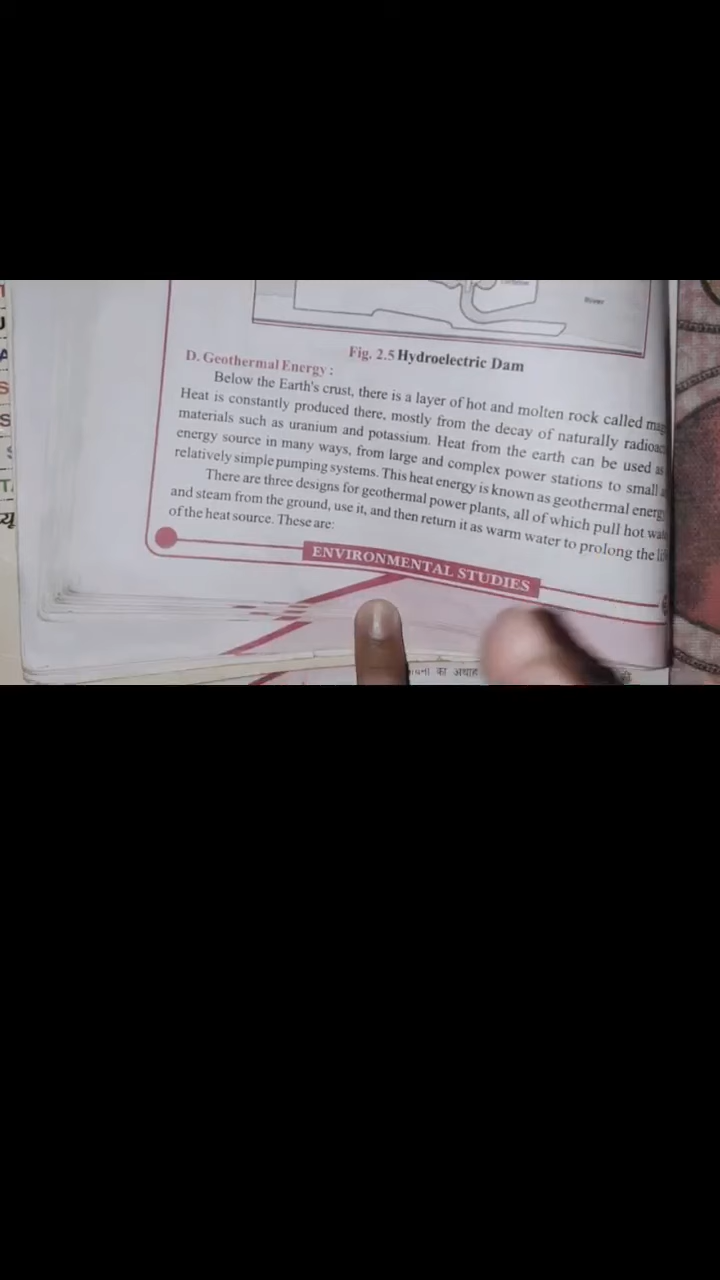 River
Fig. 2.5 Hydroelectric Dam
D. Geothermal Energy :
Below the Earth's crust, there is a layer of hot and molten rock called
Heat is constantly produced there, mostly from the decay of naturally
materials such as uranium and potassium. Heat from the earth can be used
energy source in many ways, from large and complex power stations to small
relatively simple pumping systems. This heat energy is known as geothermal energy
There are three designs for geothermal power plants, all of which pull hot
and steam from the ground, use it, and then return it as warm water to prolong the
of the heat source. These are:
ENVIRONMENTAL STUDIES
का अथाह